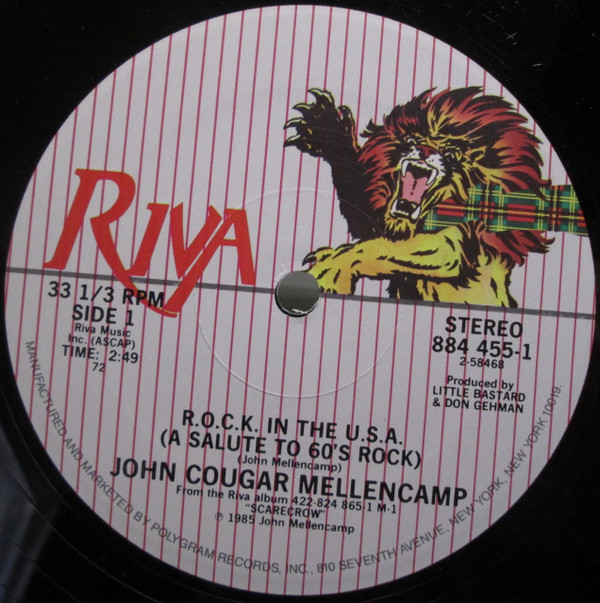 RIVA
33 1/3 RPM
SIDE 1
Riva Music
Inc. (ASCAP)
TIME: 2:49
72
STEREO
884 455-1
2-58468
Produced by
LITTLE BASTARD
& DON GEHMAN
R.O.C.K. IN THE U.S.A.
(A SALUTE TO 60'S ROCK)
(John Mellencamp)
JOHN COUGAR MELLENCAMP
From the Riva album 422-824 865-1 M-1
"SCARECROW"
℗ 1985 John Mellencamp
MANUFACTURED AND MARKETED BY POLYGRAM RECORDS, INC., 810 SEVENTH AVENUE, NEW YORK, NEW YORK 10019.